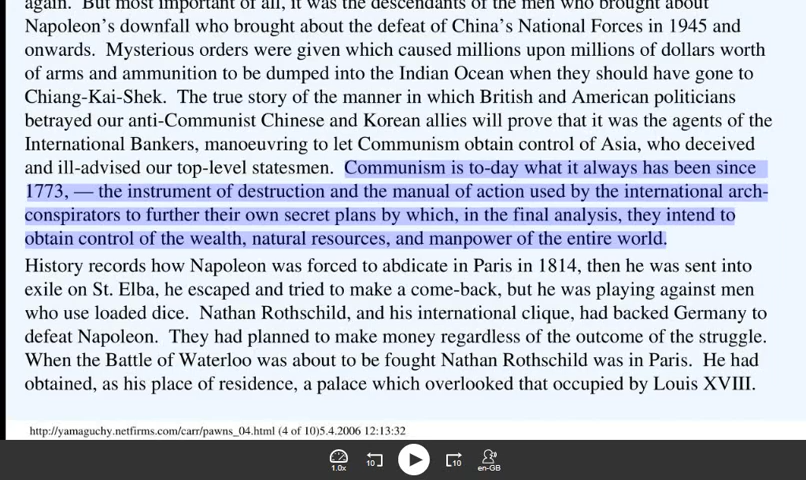 again.  But most important of all, it was the descendants of the men who brought about
Napoleon's downfall who brought about the defeat of China's National Forces in 1945 and
onwards.  Mysterious orders were given which caused millions upon millions of dollars worth
of arms and ammunition to be dumped into the Indian Ocean when they should have gone to
Chiang-Kai-Shek.  The true story of the manner in which British and American politicians
betrayed our anti-Communist Chinese and Korean allies will prove that it was the agents of the
International Bankers, manoeuvring to let Communism obtain control of Asia, who deceived
and ill-advised our top-level statesmen.  Communism is to-day what it always has been since
1773, — the instrument of destruction and the manual of action used by the international arch-
conspirators to further their own secret plans by which, in the final analysis, they intend to
obtain control of the wealth, natural resources, and manpower of the entire world.
History records how Napoleon was forced to abdicate in Paris in 1814, then he was sent into
exile on St. Elba, he escaped and tried to make a come-back, but he was playing against men
who use loaded dice.  Nathan Rothschild, and his international clique, had backed Germany to
defeat Napoleon.  They had planned to make money regardless of the outcome of the struggle.
When the Battle of Waterloo was about to be fought Nathan Rothschild was in Paris.  He had
obtained, as his place of residence, a palace which overlooked that occupied by Louis XVIII.
http://yamaguchy.netfirms.com/carr/pawns_04.html (4 of 10)5.4.2006 12:13:32
1.0x 10 10 en-GB